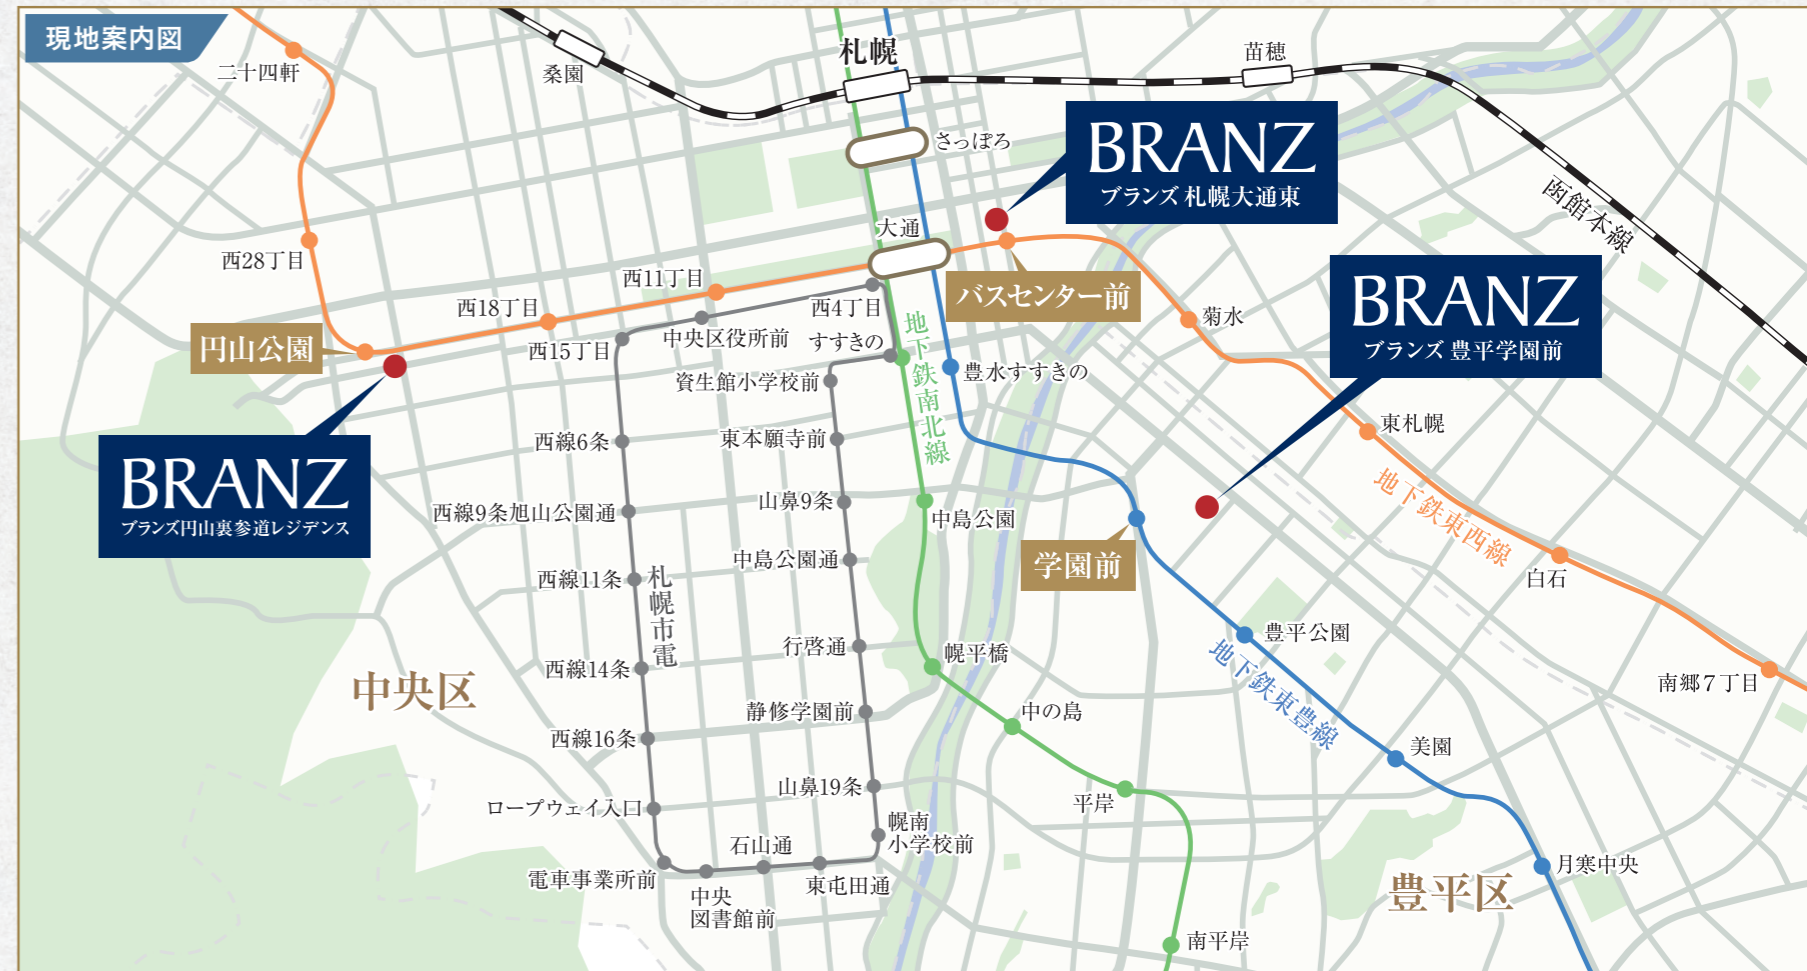 現地案内図
二十四軒
桑園
札幌
苗穂
さっぽろ
BRANZ
ブランズ 札幌大通東
函館本線
大通
西28丁目
西11丁目
西18丁目
西4丁目
バスセンター前
BRANZ
ブランズ 豊平学園前
円山公園
西15丁目
中央区役所前
すすきの
地下鉄南北線
菊水
資生館小学校前
豊水すすきの
東札幌
西線6条
東本願寺前
BRANZ
ブランズ円山裏参道レジデンス
西線9条旭山公園通
山鼻9条
中島公園
地下鉄東西線
中島公園通
学園前
西線11条
札幌市電
白石
豊平公園
行啓通
幌平橋
西線14条
地下鉄東豊線
中央区
南郷7丁目
静修学園前
中の島
西線16条
美園
山鼻19条
平岸
ロープウェイ入口
幌南
小学校前
石山通
電車事業所前
中央
図書館前
東屯田通
月寒中央
豊平区
南平岸